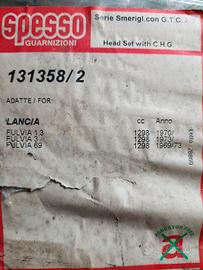 spesso
GUARNIZIONI
Serie Smerigl.con G.T.C.
Head Set with C.H.G.
131358/2
ADATTE / FOR:
LANCIA cc Anno
FULVIA 1.3 1298 1970/
FULVIA 3 1298 1973/
FULVIA 69 1298 1969/73